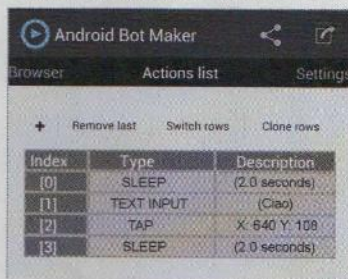 Android Bot Maker
Browser Actions list Settings
+ Remove last Switch rows Clone rows
Index Type Description
[0] SLEEP (2.0 seconds)
[1] TEXT INPUT (Ciao)
[2] TAP X: 640 Y: 108
[3] SLEEP (2.0 seconds)